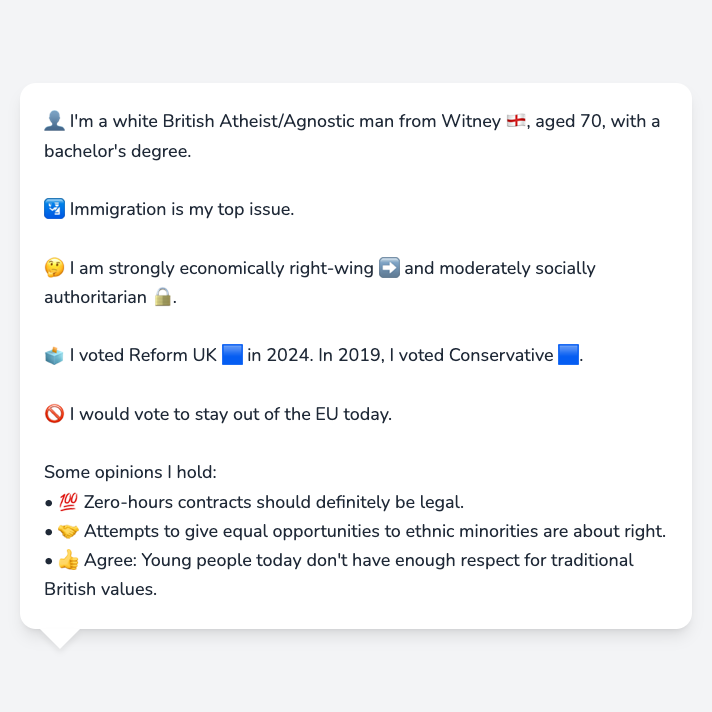 👤 I'm a white British Atheist/Agnostic man from Witney 🏴󠁧󠁢󠁥󠁮󠁧󠁿, aged 70, with a
bachelor's degree.
🛂 Immigration is my top issue.
🤔 I am strongly economically right-wing ➡️ and moderately socially
authoritarian 🔒.
🗳️ I voted Reform UK 🟦 in 2024. In 2019, I voted Conservative 🟦.
🚫 I would vote to stay out of the EU today.
Some opinions I hold:
• 💯 Zero-hours contracts should definitely be legal.
• 🤝 Attempts to give equal opportunities to ethnic minorities are about right.
• 👍 Agree: Young people today don't have enough respect for traditional
British values.